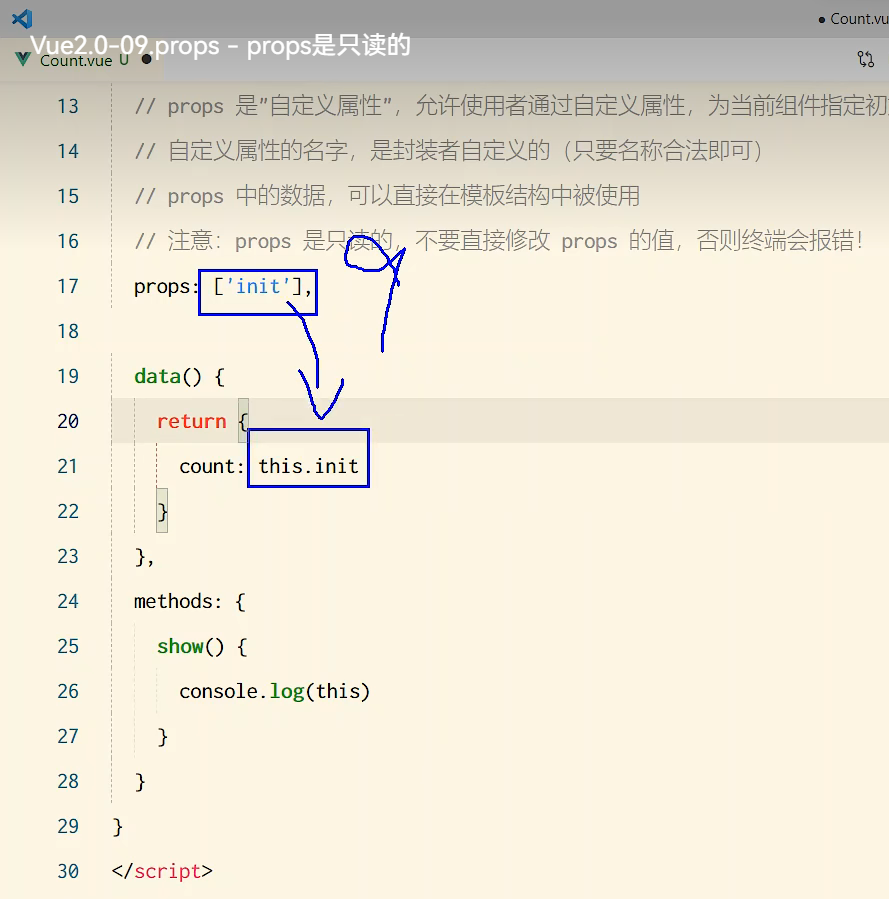 Count.vu
Vue2.0-09.props - props是只读的
Count.vue U
13 // props 是"自定义属性"，允许使用者通过自定义属性，为当前组件指定初
14 // 自定义属性的名字，是封装者自定义的（只要名称合法即可）
15 // props 中的数据，可以直接在模板结构中被使用
16 // 注意：props 是只读的，不要直接修改 props 的值，否则终端会报错！
17 props: ['init'],
18
19 data() {
20 return {
21 count: this.init
22 }
23 },
24 methods: {
25 show() {
26 console.log(this)
27 }
28 }
29 }
30 </script>